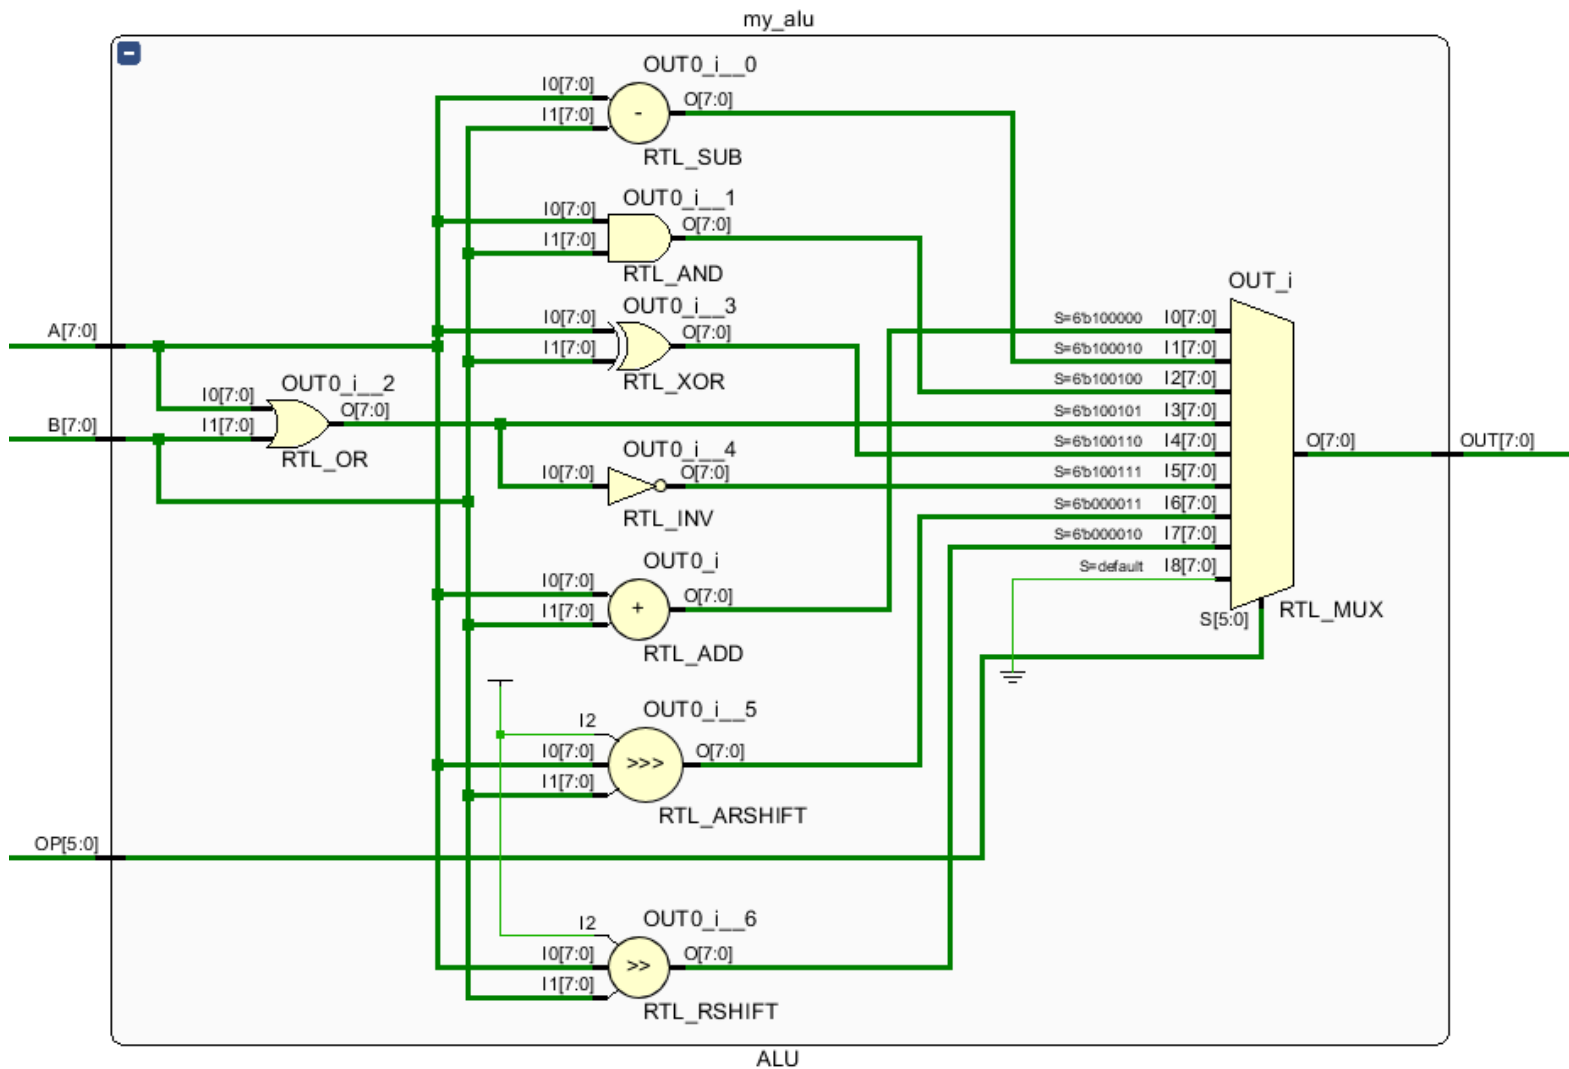 my_alu
OUT0_i__0
I0[7:0]
I1[7:0]
-
O[7:0]
RTL_SUB
OUT0_i__1
I0[7:0]
I1[7:0]
O[7:0]
RTL_AND
OUT0_i__3
I0[7:0]
I1[7:0]
O[7:0]
RTL_XOR
A[7:0]
B[7:0]
OUT0_i__2
I0[7:0]
I1[7:0]
O[7:0]
RTL_OR
OUT0_i__4
I0[7:0]
O[7:0]
RTL_INV
OUT0_i
I0[7:0]
I1[7:0]
+
O[7:0]
RTL_ADD
OUT0_i__5
I2
I0[7:0]
I1[7:0]
>>>
O[7:0]
RTL_ARSHIFT
OP[5:0]
OUT0_i__6
I2
I0[7:0]
I1[7:0]
>>
O[7:0]
RTL_RSHIFT
OUT_i
S=6'b100000 I0[7:0]
S=6'b100010 I1[7:0]
S=6'b100100 I2[7:0]
S=6'b100101 I3[7:0]
S=6'b100110 I4[7:0]
S=6'b100111 I5[7:0]
S=6'b000011 I6[7:0]
S=6'b000010 I7[7:0]
S=default I8[7:0]
S[5:0]
RTL_MUX
O[7:0]
OUT[7:0]
ALU